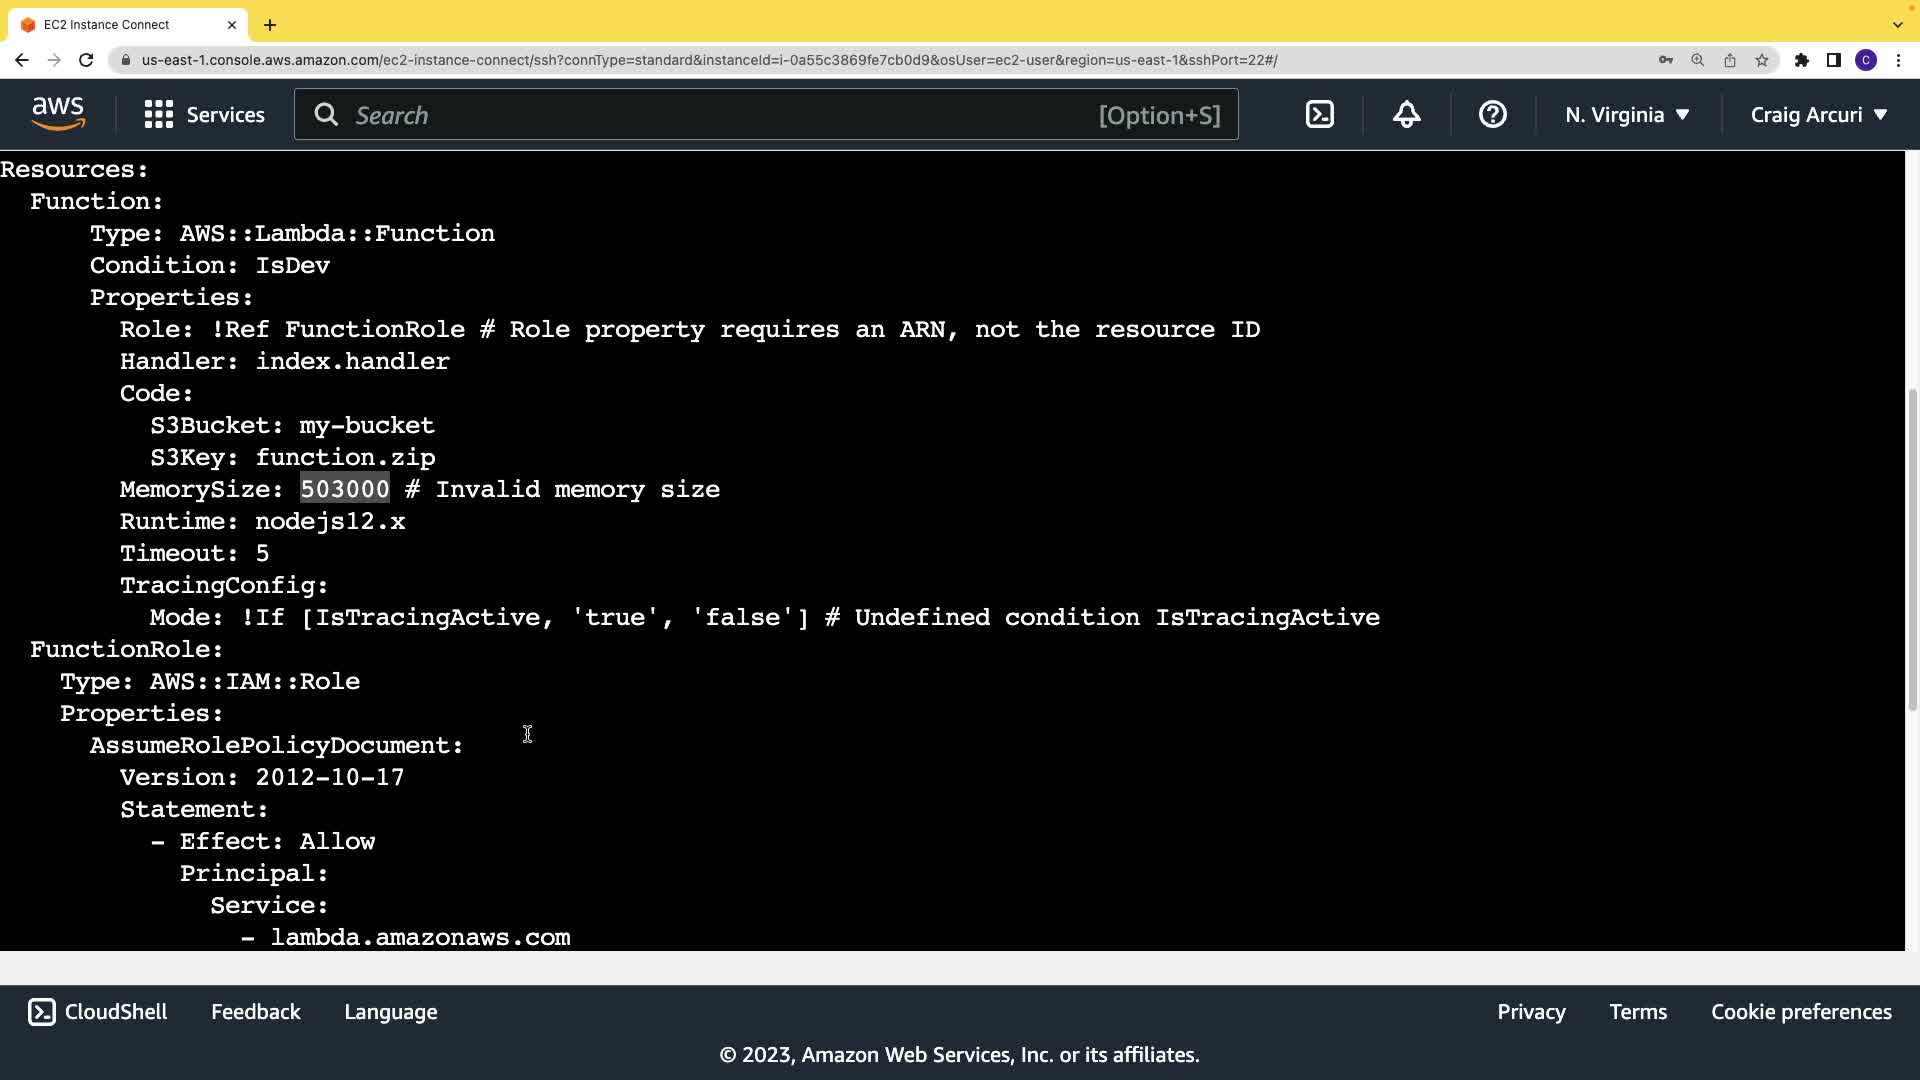 EC2 Instance Connect
us-east-1.console.aws.amazon.com/ec2-instance-connect/ssh?connType=standard&instanceId=i-0a55c3869fe7cb0d9&osUser=ec2-user&region=us-east-1&sshPort=22#/
C
aws Services Search [Option+S] N. Virginia Craig Arcuri
Resources:
  Function:
      Type: AWS::Lambda::Function
      Condition: IsDev
      Properties:
        Role: !Ref FunctionRole # Role property requires an ARN, not the resource ID
        Handler: index.handler
        Code:
          S3Bucket: my-bucket
          S3Key: function.zip
        MemorySize: 503000 # Invalid memory size
        Runtime: nodejs12.x
        Timeout: 5
        TracingConfig:
          Mode: !If [IsTracingActive, 'true', 'false'] # Undefined condition IsTracingActive
  FunctionRole:
    Type: AWS::IAM::Role
    Properties:
      AssumeRolePolicyDocument:
        Version: 2012-10-17
        Statement:
          - Effect: Allow
            Principal:
              Service:
                - lambda.amazonaws.com
CloudShell Feedback Language Privacy Terms Cookie preferences
© 2023, Amazon Web Services, Inc. or its affiliates.